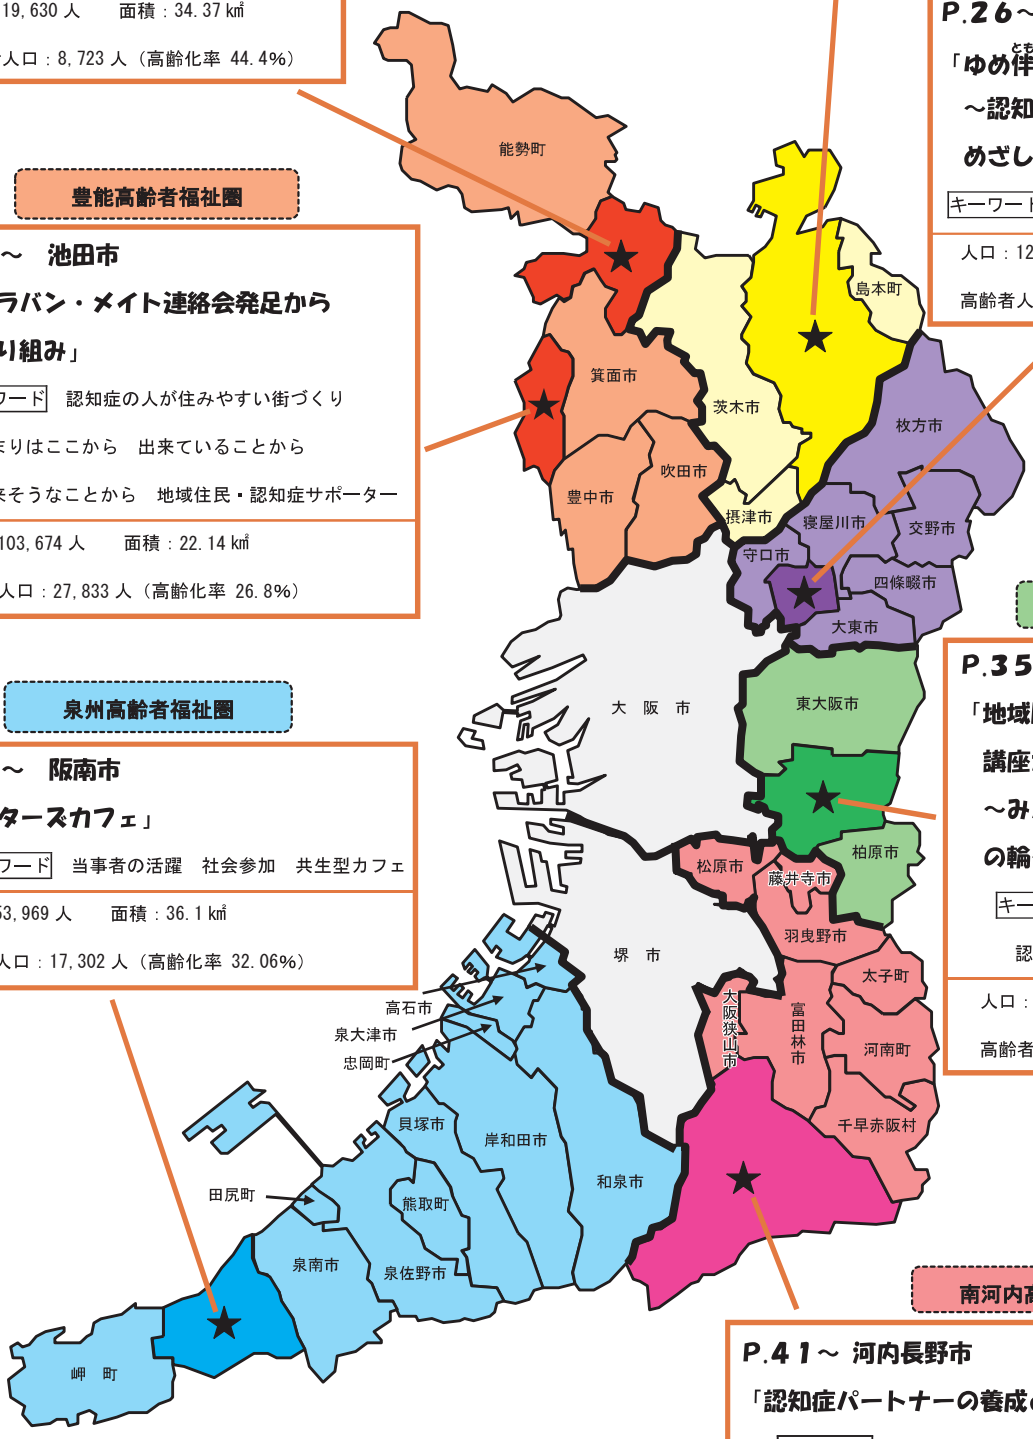 19,630 人　面積：34.37 ㎢
人口：8,723 人（高齢化率 44.4%）
豊能高齢者福祉圏
～　池田市
ラバン・メイト連絡会発足から
り組み」
ワード　認知症の人が住みやすい街づくり
まりはここから　出来ていることから
来そうなことから　地域住民・認知症サポーター
103,674 人　面積：22.14 ㎢
人口：27,833 人（高齢化率 26.8%）
泉州高齢者福祉圏
～　阪南市
ターズカフェ」
ワード　当事者の活躍　社会参加　共生型カフェ
53,969 人　面積：36.1 ㎢
人口：17,302 人（高齢化率 32.06%）
P.26～
とも
「ゆめ伴
～認知
めざし
キーワード
人口：12
高齢者人
P.35
「地域
講座
～み
の輪
キー
認
人口：
高齢者
南河内高
P.41～ 河内長野市
「認知症パートナーの養成
能勢町
島本町
箕面市
茨木市
枚方市
吹田市
豊中市
摂津市
寝屋川市
交野市
守口市
四條畷市
大東市
大　阪　市
東大阪市
松原市
藤井寺市
柏原市
羽曳野市
堺　市
太子町
大阪狭山市
富田林市
河南町
千早赤阪村
高石市
泉大津市
忠岡町
貝塚市
岸和田市
和泉市
田尻町
熊取町
泉南市
泉佐野市
岬　町